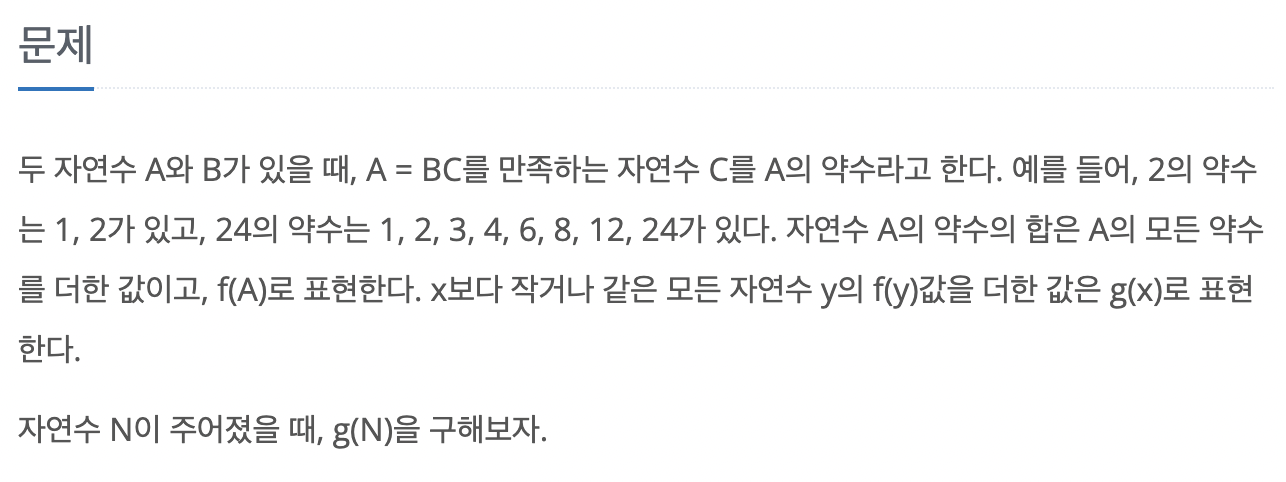 문제
두 자연수 A와 B가 있을 때, A = BC를 만족하는 자연수 C를 A의 약수라고 한다. 예를 들어, 2의 약수
는 1, 2가 있고, 24의 약수는 1, 2, 3, 4, 6, 8, 12, 24가 있다. 자연수 A의 약수의 합은 A의 모든 약수
를 더한 값이고, f(A)로 표현한다. x보다 작거나 같은 모든 자연수 y의 f(y)값을 더한 값은 g(x)로 표현
한다.
자연수 N이 주어졌을 때, g(N)을 구해보자.